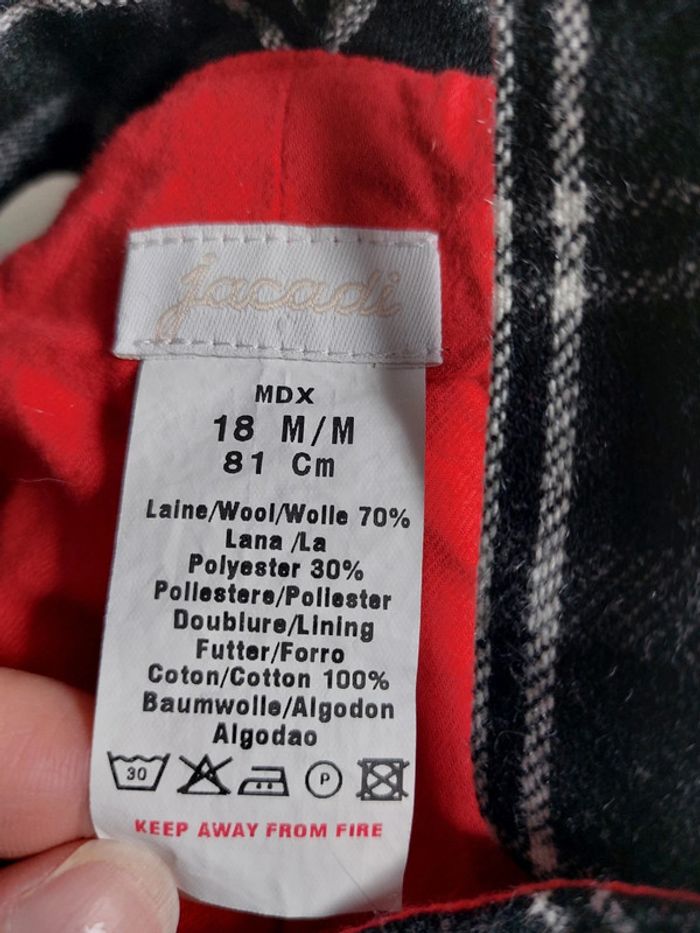 jacadi
MDX
18 M/M
81 Cm
Laine/Wool/Wolle 70%
Lana /La
Polyester 30%
Poliestere/Poliester
Doublure/Lining
Futter/Forro
Coton/Cotton 100%
Baumwolle/Algodon
Algodao
30 P
KEEP AWAY FROM FIRE